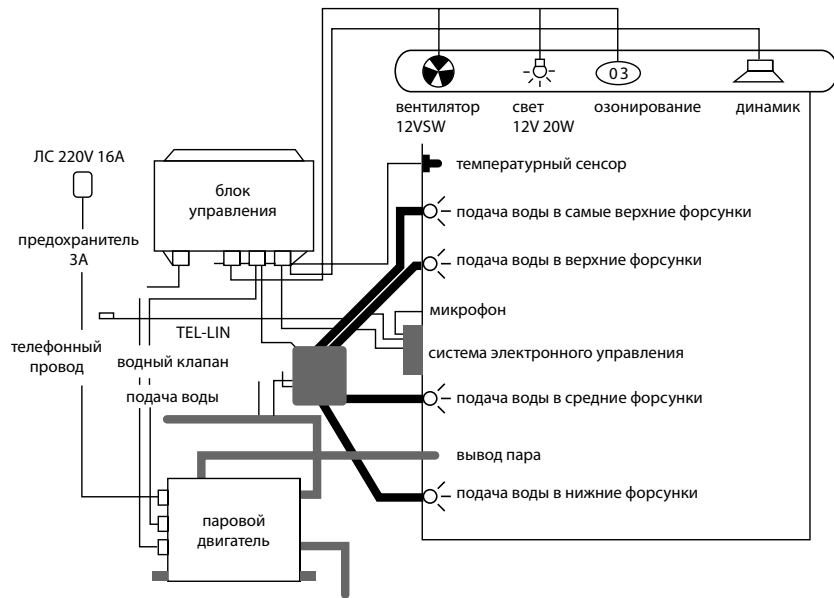 03
вентилятор
12VSW
свет
12V 20W
озонирование
динамик
ЛС 220V 16A
температурный сенсор
блок
управления
подача воды в самые верхние форсунки
предохранитель
3А
подача воды в верхние форсунки
микрофон
TEL-LIN
телефонный
провод
водный клапан
система электронного управления
подача воды
подача воды в средние форсунки
вывод пара
подача воды в нижние форсунки
паровой
двигатель